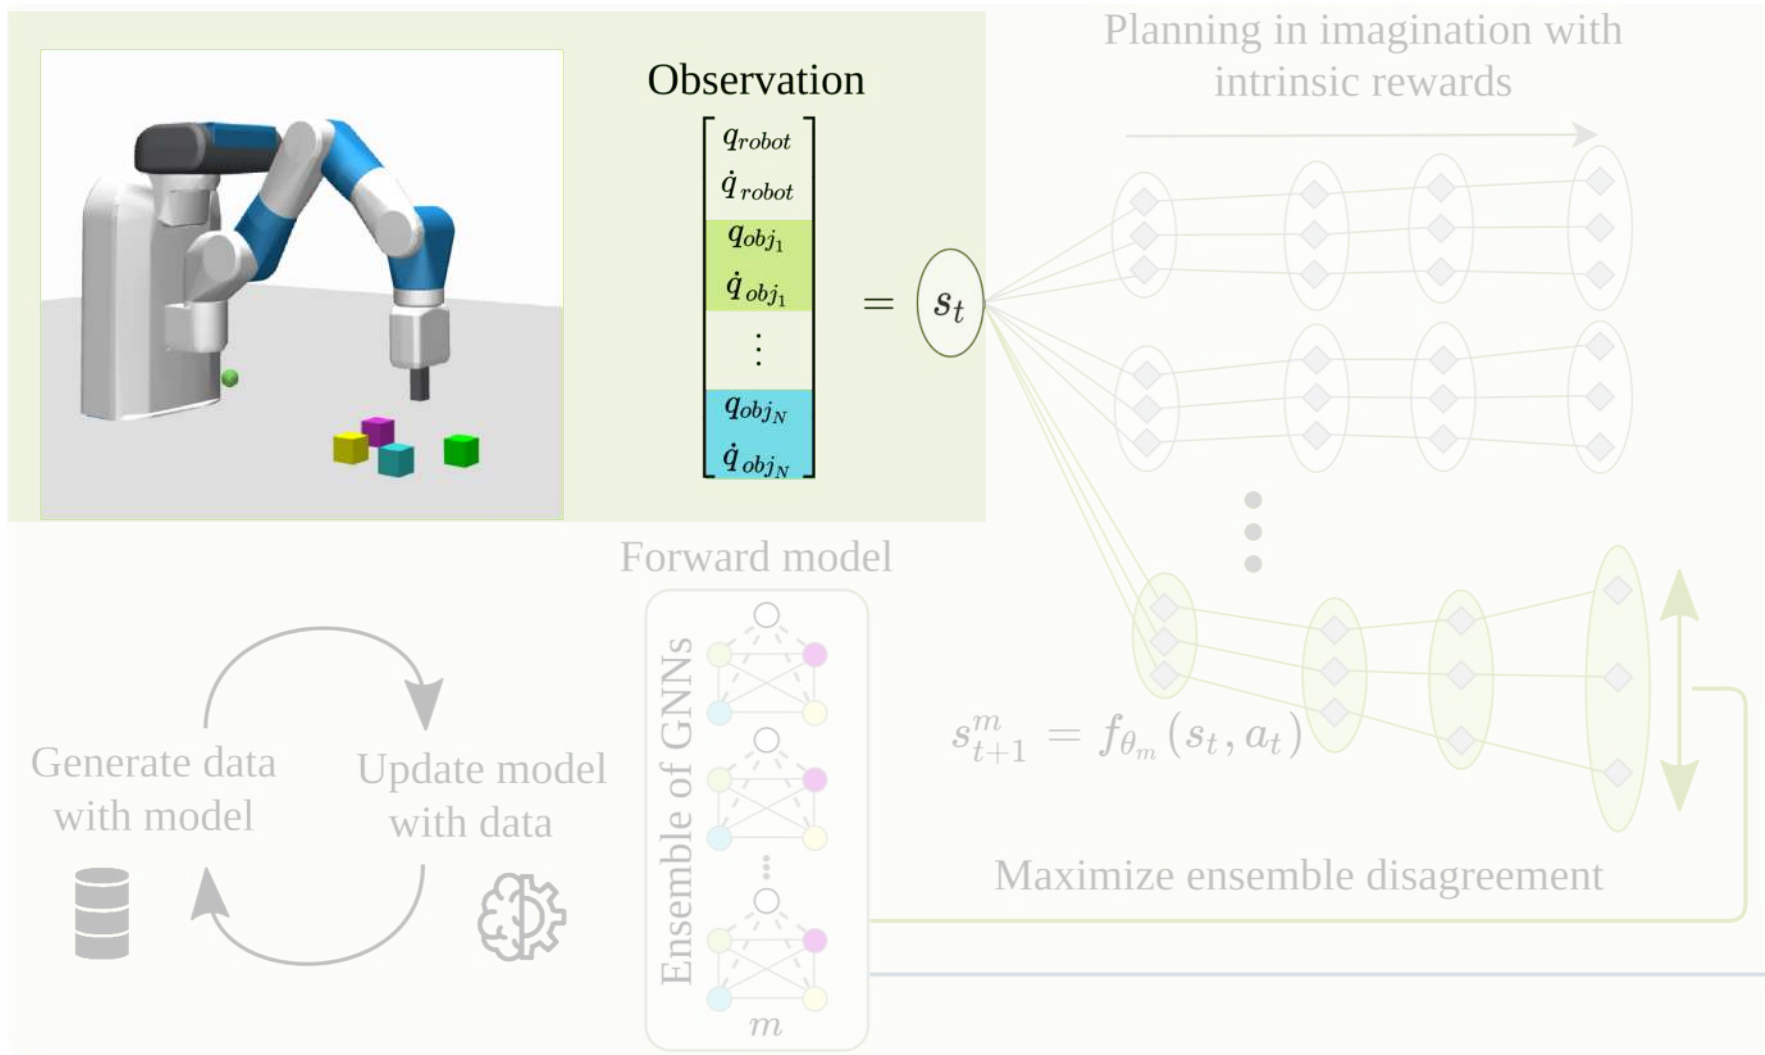 Observation
q_robot
q̇_robot
q_obj_1
q̇_obj_1
⋮
q_obj_N
q̇_obj_N
= s_t
Planning in imagination with
intrinsic rewards
Forward model
Ensemble of GNNs
m
Generate data
with model
Update model
with data
s_{t+1}^m = f_{θ_m}(s_t, a_t)
Maximize ensemble disagreement